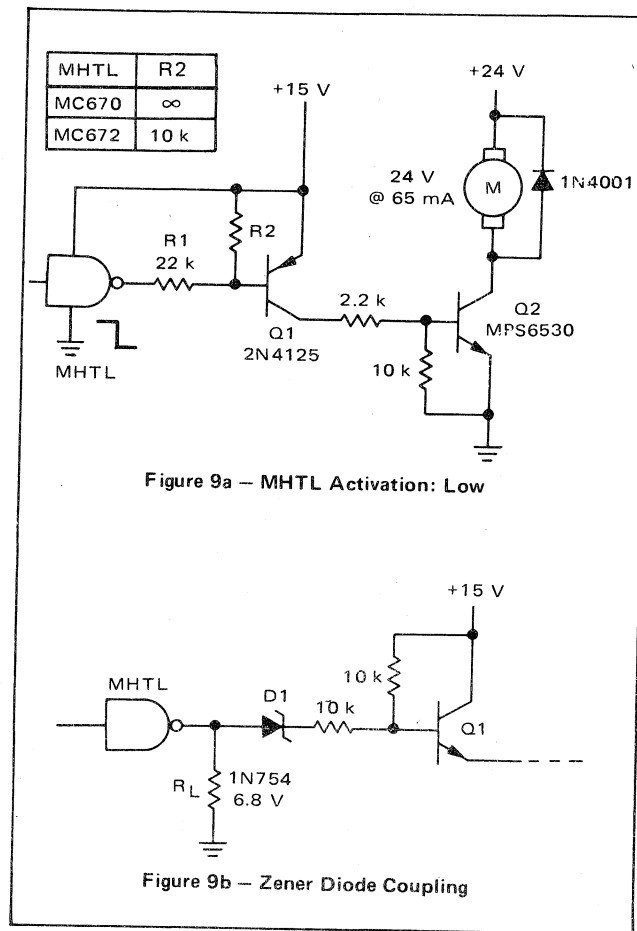 MHTL R2
MC670 ∞
MC672 10 k
+15 V
+24 V
24 V
@ 65 mA
M
1N4001
R1
22 k
R2
Q1
2N4125
2.2 k
10 k
Q2
MPS6530
MHTL
Figure 9a — MHTL Activation: Low
+15 V
MHTL
D1
10 k
10 k
Q1
RL
1N754
6.8 V
Figure 9b — Zener Diode Coupling